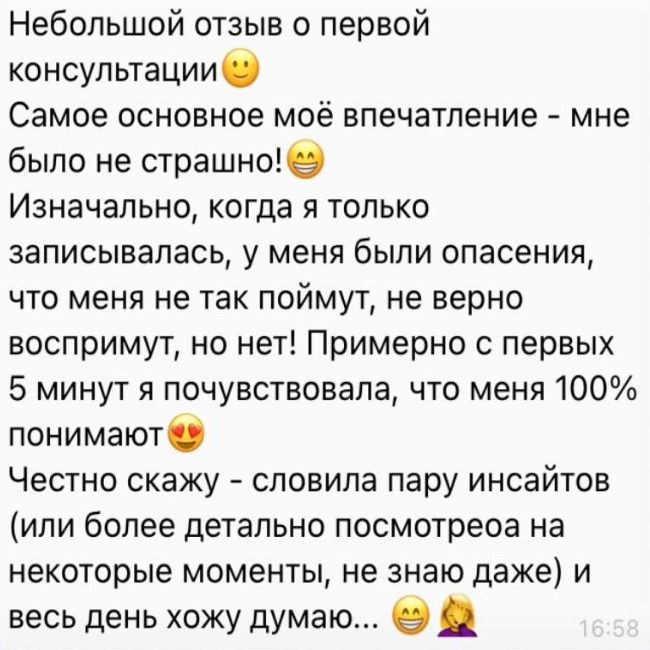 Небольшой отзыв о первой
консультации🙂
Самое основное моё впечатление - мне
было не страшно!😁
Изначально, когда я только
записывалась, у меня были опасения,
что меня не так поймут, не верно
воспримут, но нет! Примерно с первых
5 минут я почувствовала, что меня 100%
понимают😍
Честно скажу - словила пару инсайтов
(или более детально посмотреоа на
некоторые моменты, не знаю даже) и
весь день хожу думаю... 😁🤦‍♀️
16:58